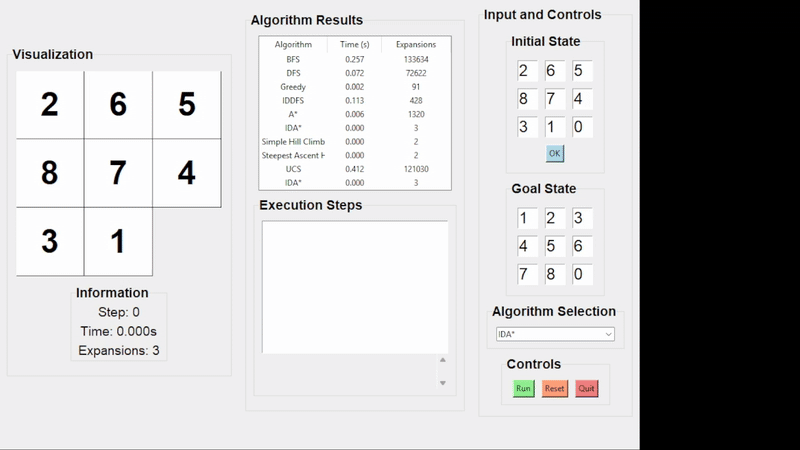 Visualization
2 6 5
8 7 4
3 1
Information
Step: 0
Time: 0.000s
Expansions: 3
Algorithm Results
Algorithm Time (s) Expansions
BFS 0.257 133634
DFS 0.072 72622
Greedy 0.002 91
IDDFS 0.113 428
A* 0.006 1320
IDA* 0.000 3
Simple Hill Climb 0.000 2
Steepest Ascent H 0.000 2
UCS 0.412 121030
IDA* 0.000 3
Execution Steps
Input and Controls
Initial State
2 6 5
8 7 4
3 1 0
OK
Goal State
1 2 3
4 5 6
7 8 0
Algorithm Selection
IDA*
Controls
Run Reset Quit